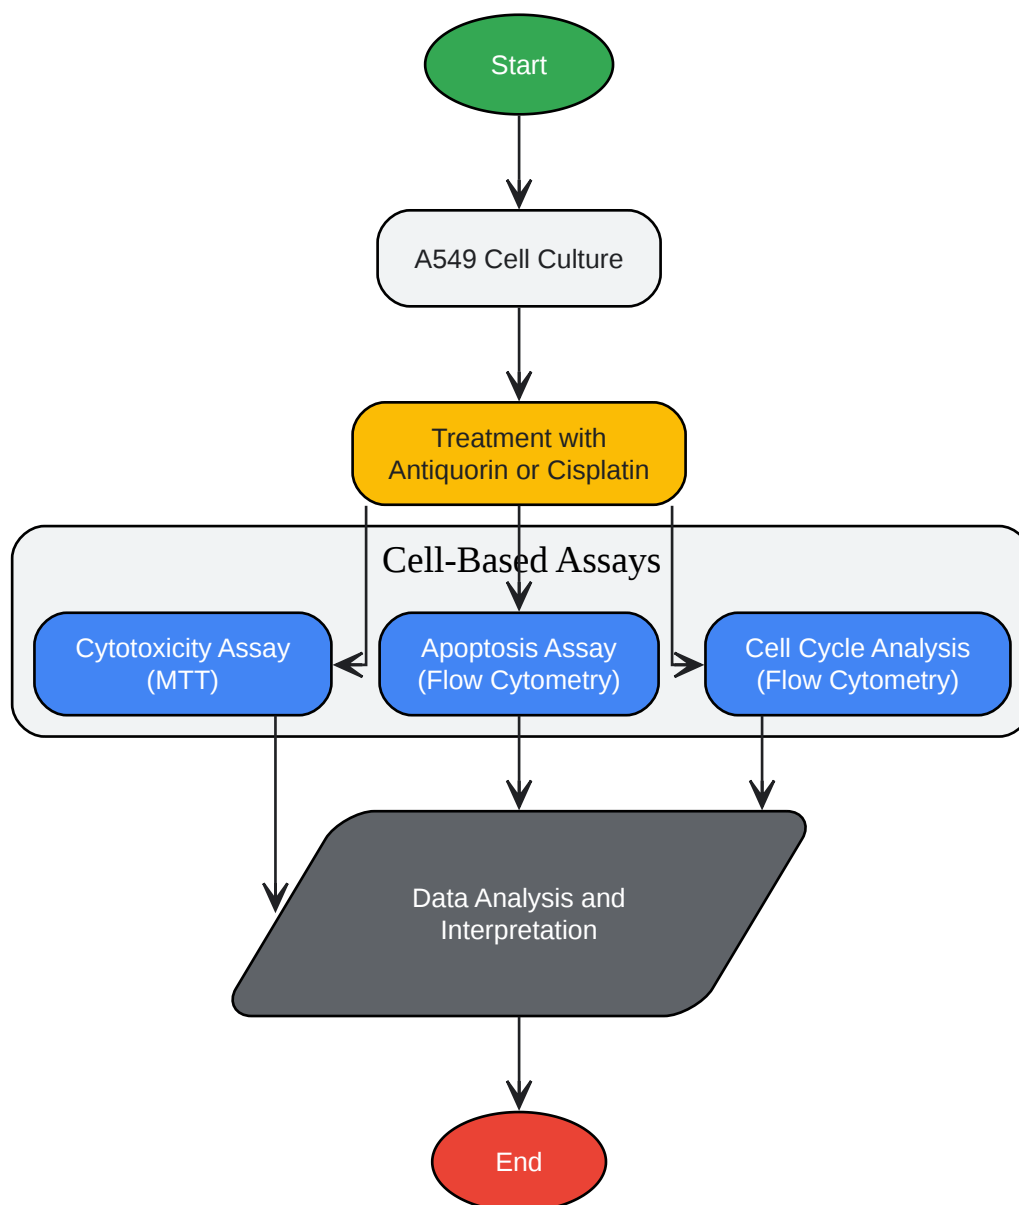 Start
A549 Cell Culture
Treatment with
Antiquorin or Cisplatin
Cell-Based Assays
Cytotoxicity Assay
(MTT)
Apoptosis Assay
(Flow Cytometry)
Cell Cycle Analysis
(Flow Cytometry)
Data Analysis and
Interpretation
End